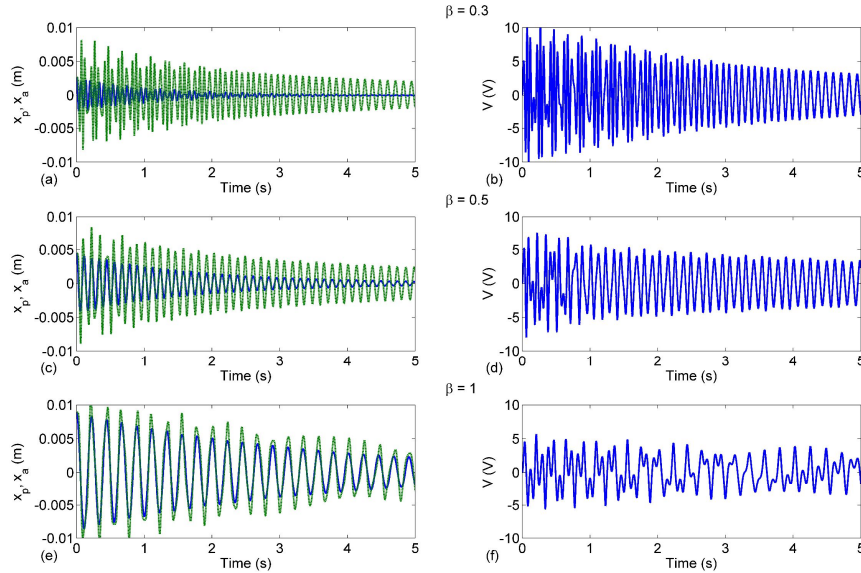 β = 0.3
0.01
0.005
0
-0.005
-0.01
x_p, x_a (m)
0 1 2 3 4 5
Time (s)
(a)
10
5
0
-5
-10
V (V)
0 1 2 3 4 5
Time (s)
(b)
β = 0.5
0.01
0.005
0
-0.005
-0.01
x_p, x_a (m)
0 1 2 3 4 5
Time (s)
(c)
10
5
0
-5
-10
V (V)
0 1 2 3 4 5
Time (s)
(d)
β = 1
0.01
0.005
0
-0.005
-0.01
x_p, x_a (m)
0 1 2 3 4 5
Time (s)
(e)
10
5
0
-5
-10
V (V)
0 1 2 3 4 5
Time (s)
(f)